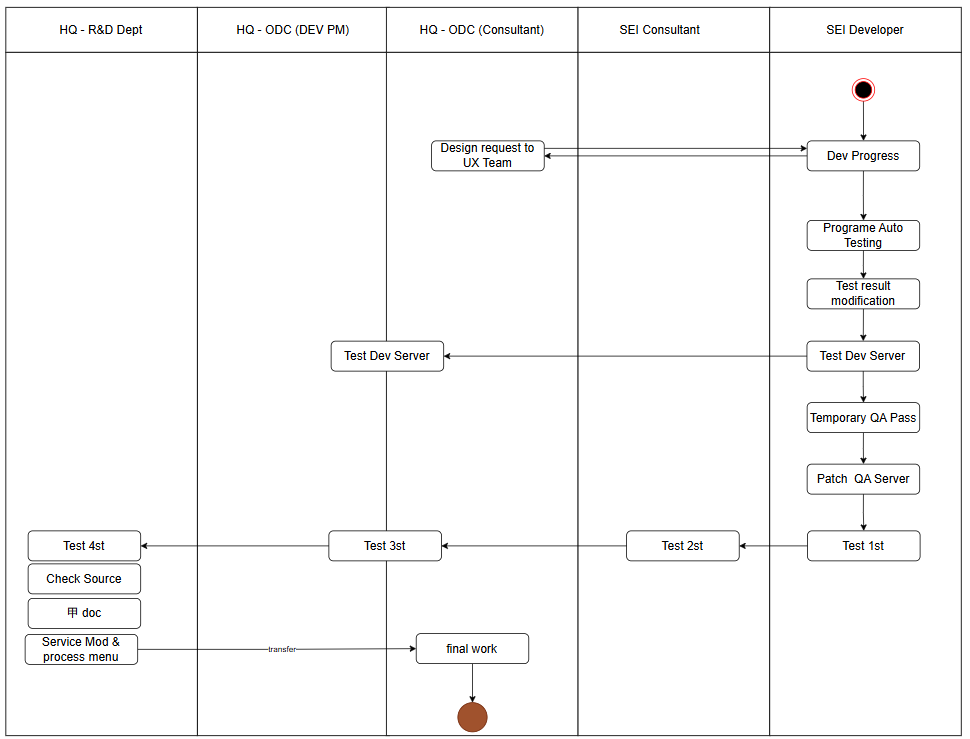 HQ - R&D Dept
HQ - ODC (DEV PM)
HQ - ODC (Consultant)
SEI Consultant
SEI Developer
Design request to
UX Team
Dev Progress
Programe Auto
Testing
Test result
modification
Test Dev Server
Test Dev Server
Temporary QA Pass
Patch  QA Server
Test 4st
Test 3st
Test 2st
Test 1st
Check Source
甲 doc
Service Mod &
process menu
transfer
final work